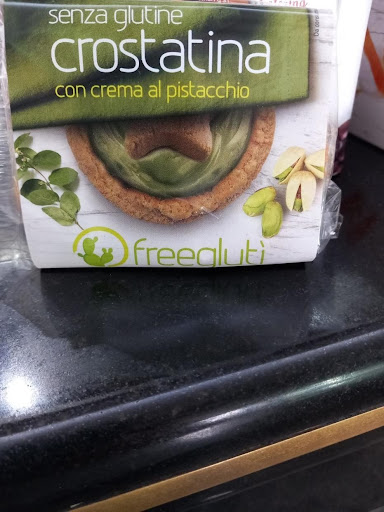 senza glutine
crostatina
con crema al pistacchio
freegluti